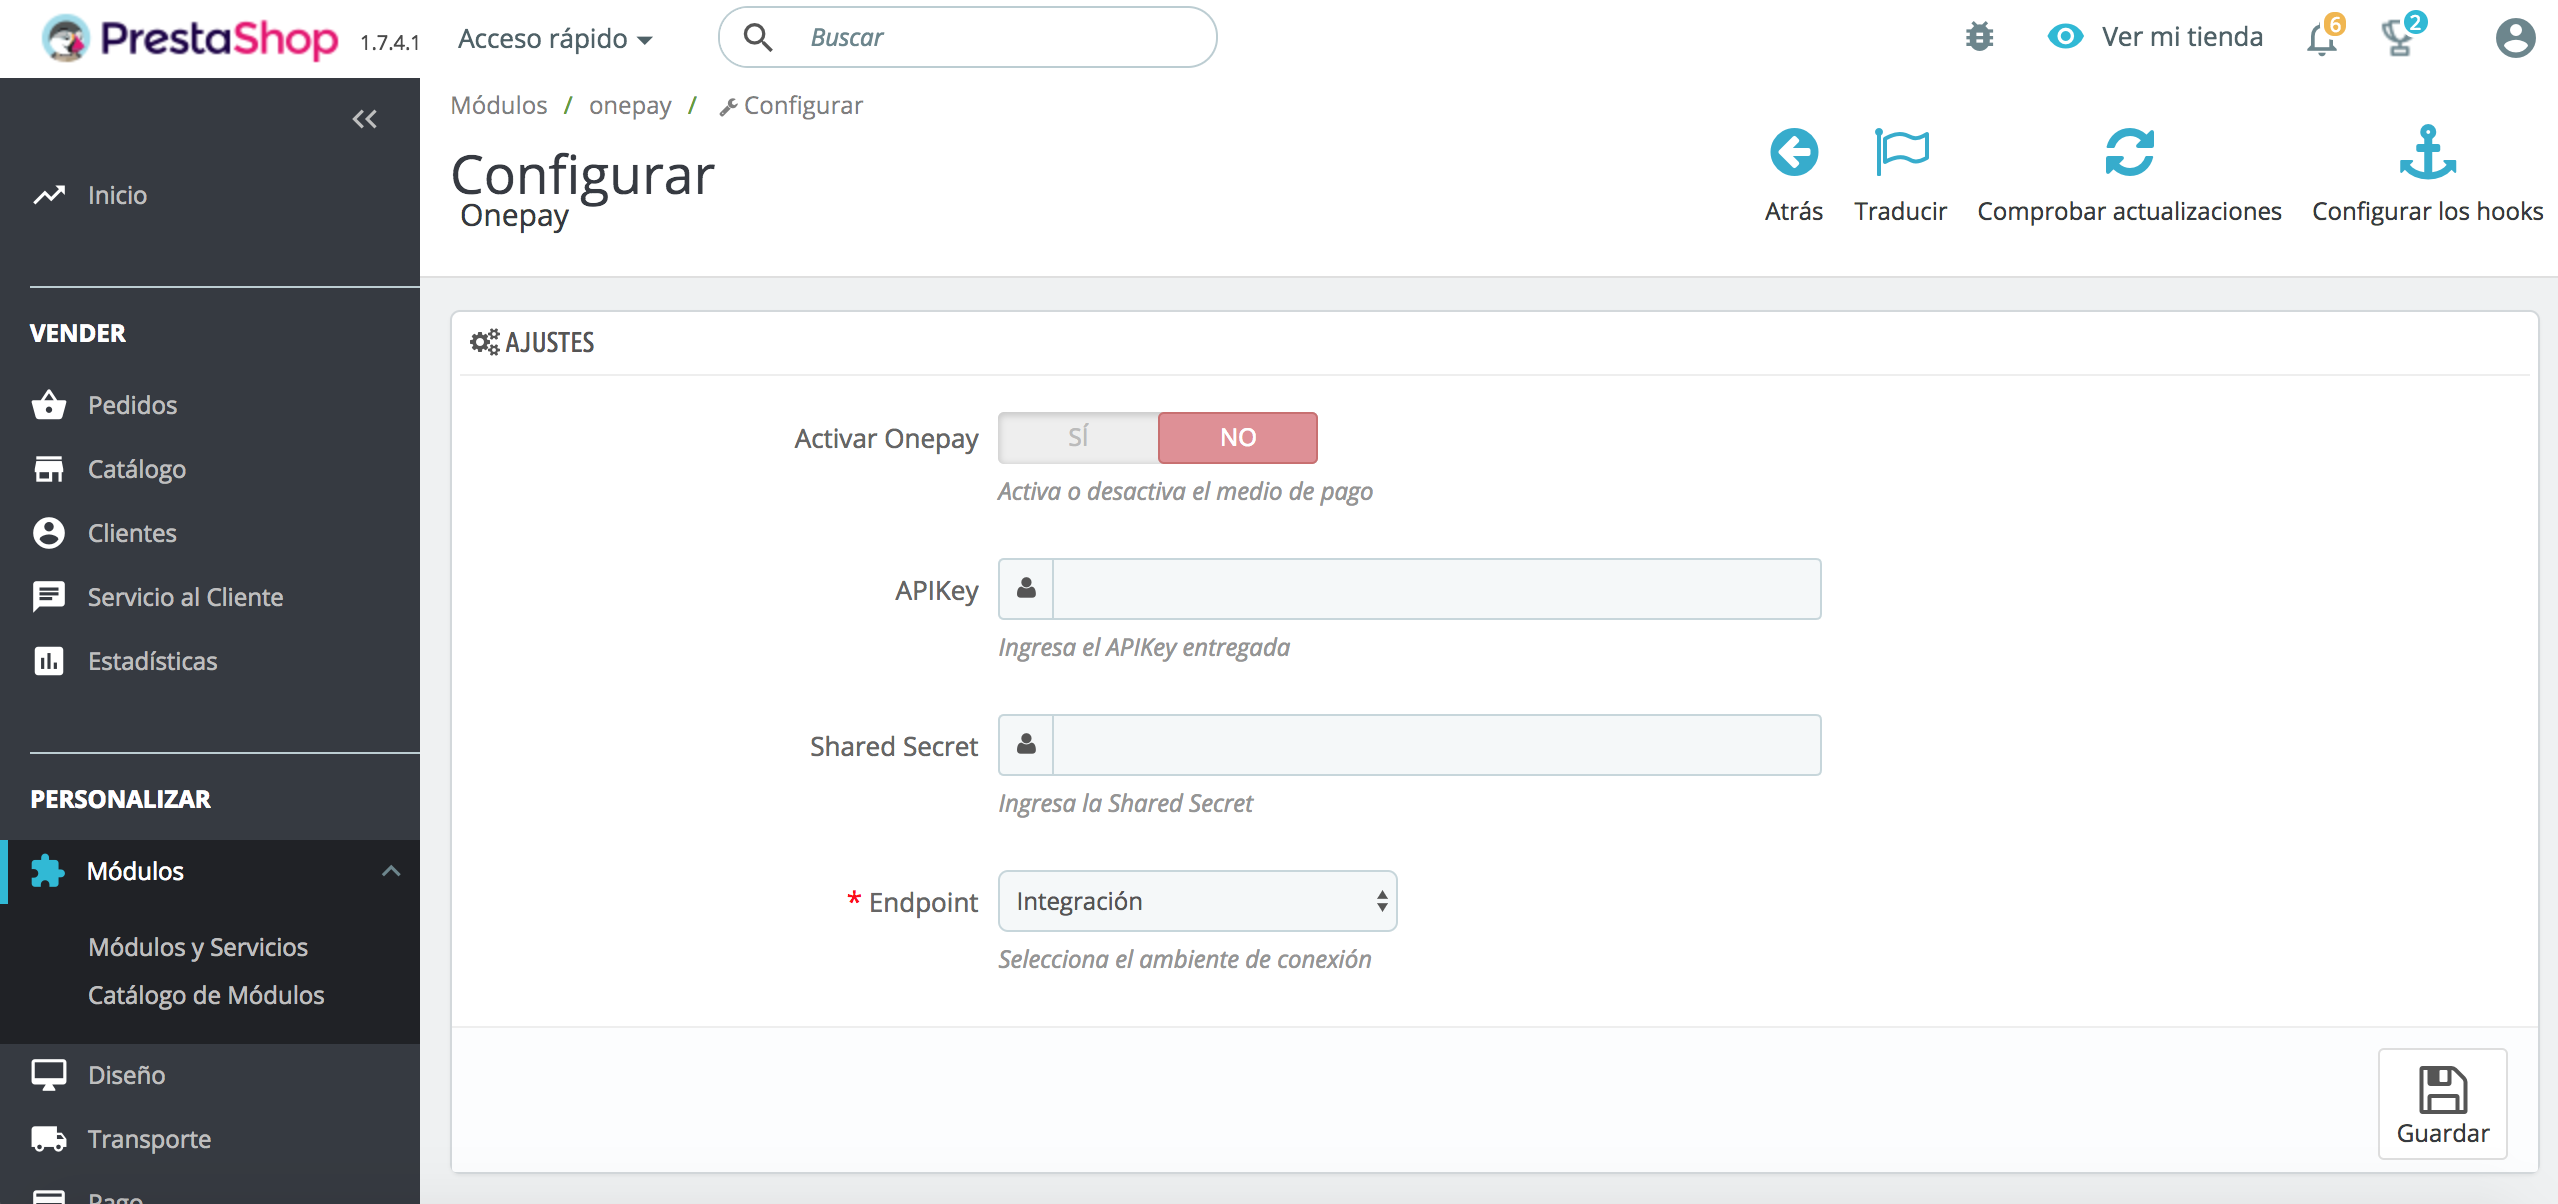 PrestaShop 1.7.4.1 Acceso rápido Buscar Ver mi tienda 6 2
Inicio
VENDER
Pedidos
Catálogo
Clientes
Servicio al Cliente
Estadísticas
PERSONALIZAR
Módulos
Módulos y Servicios
Catálogo de Módulos
Diseño
Transporte
Pago
Módulos / onepay / Configurar
Configurar
Onepay
Atrás Traducir Comprobar actualizaciones Configurar los hooks
AJUSTES
Activar Onepay SÍ NO
Activa o desactiva el medio de pago
APIKey
Ingresa el APIKey entregada
Shared Secret
Ingresa la Shared Secret
* Endpoint Integración
Selecciona el ambiente de conexión
Guardar